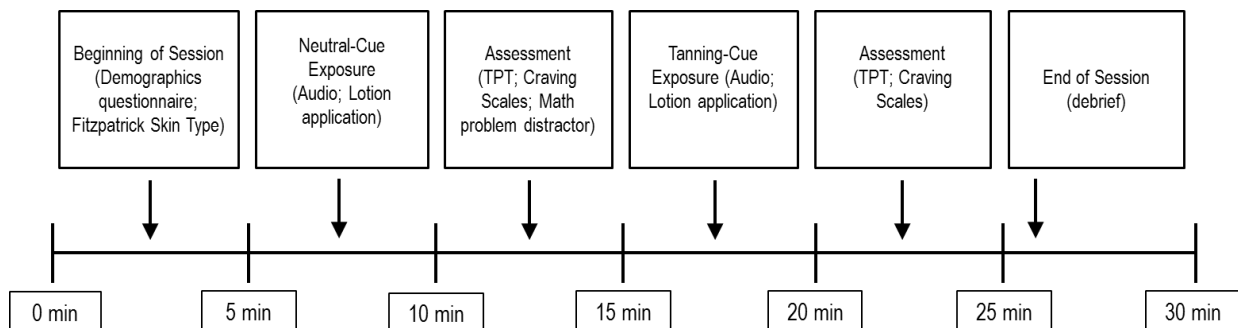 Beginning of Session
(Demographics
questionnaire;
Fitzpatrick Skin Type)
Neutral-Cue
Exposure
(Audio; Lotion
application)
Assessment
(TPT; Craving
Scales; Math
problem distractor)
Tanning-Cue
Exposure (Audio;
Lotion application)
Assessment
(TPT; Craving
Scales)
End of Session
(debrief)
0 min
5 min
10 min
15 min
20 min
25 min
30 min